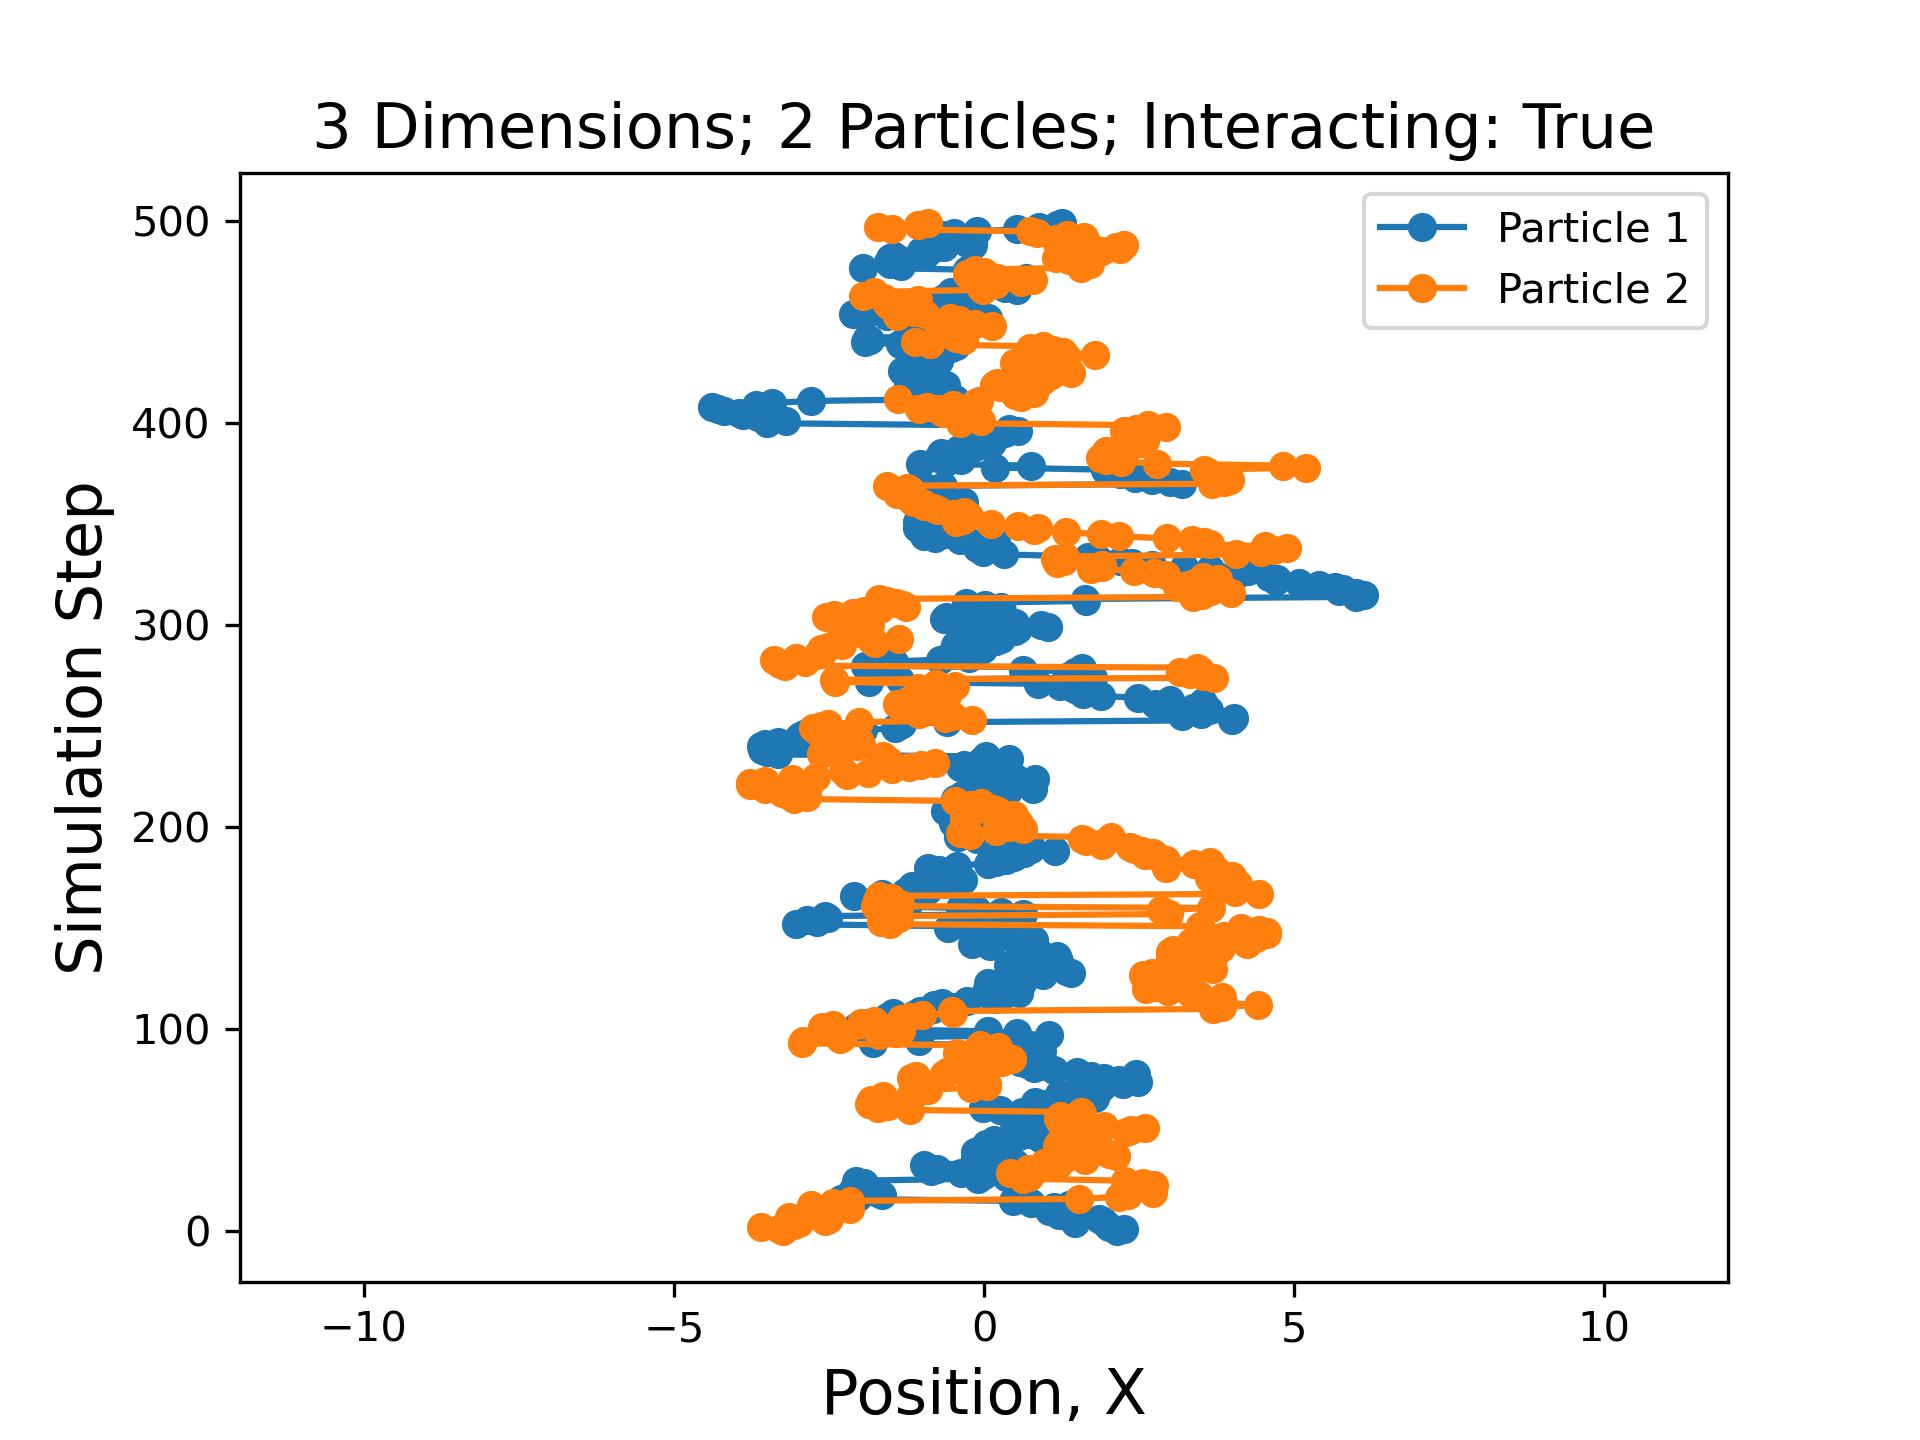 3 Dimensions; 2 Particles; Interacting: True
Particle 1
Particle 2
Simulation Step
500
400
300
200
100
0
−10
−5
0
5
10
Position, X